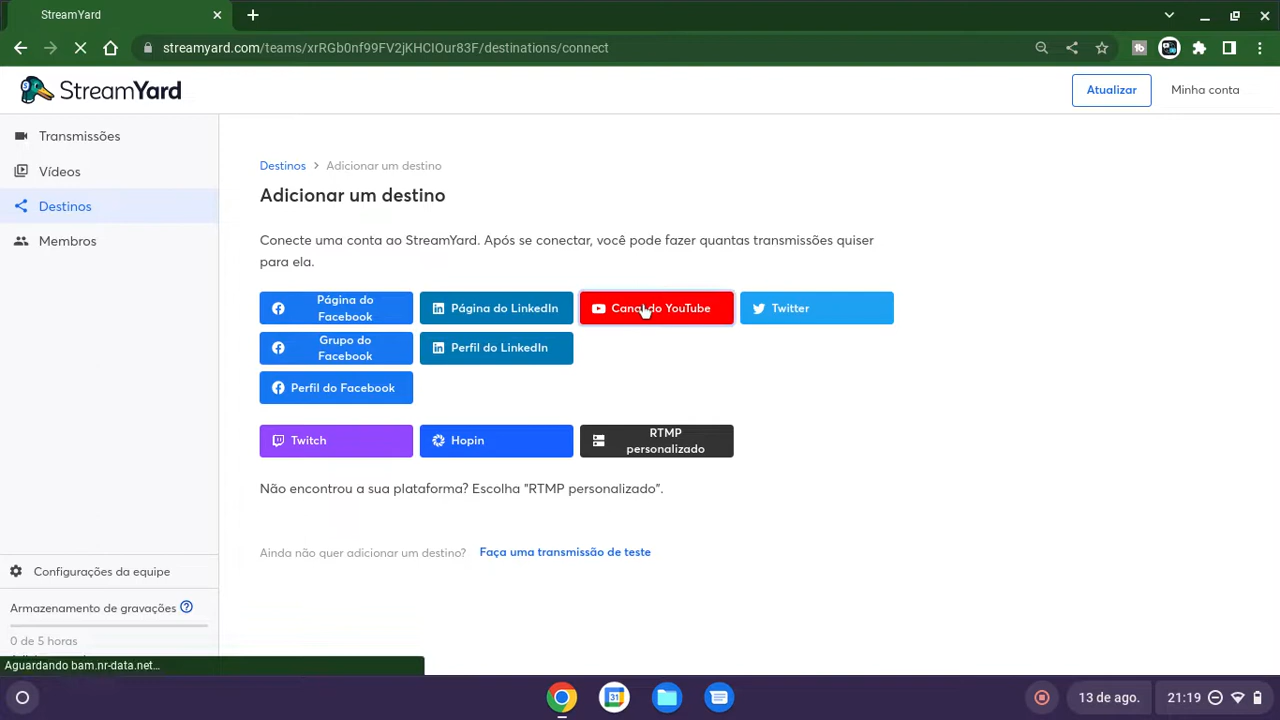 StreamYard
streamyard.com/teams/xrRGb0nf99FV2jKHCIOur83F/destinations/connect
StreamYard
Atualizar
Minha conta
Transmissões
Vídeos
Destinos
Membros
Destinos > Adicionar um destino
Adicionar um destino
Conecte uma conta ao StreamYard. Após se conectar, você pode fazer quantas transmissões quiser
para ela.
Página do
Facebook
Página do LinkedIn
Canal do YouTube
Twitter
Grupo do
Facebook
Perfil do LinkedIn
Perfil do Facebook
Twitch
Hopin
RTMP
personalizado
Não encontrou a sua plataforma? Escolha "RTMP personalizado".
Ainda não quer adicionar um destino? Faça uma transmissão de teste
Configurações da equipe
Armazenamento de gravações
0 de 5 horas
Aguardando bam.nr-data.net...
31
13 de ago.
21:19